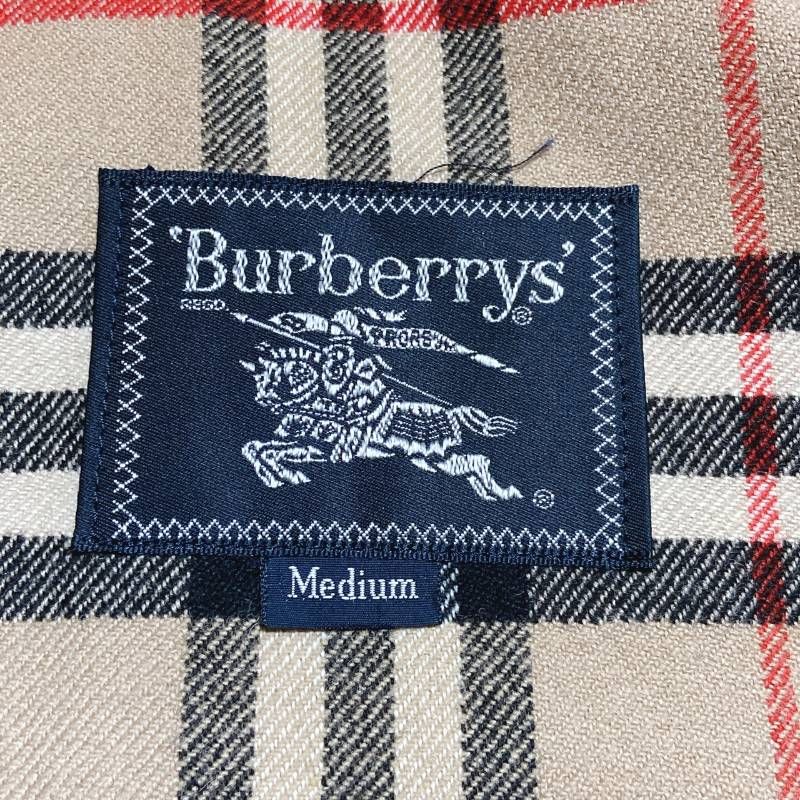 'Burberrys'®
REGD.
PRORSUM
®
Medium